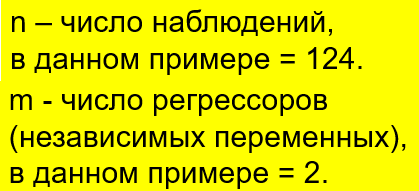 n – число наблюдений,
в данном примере = 124.
m - число регрессоров
(независимых переменных),
в данном примере = 2.